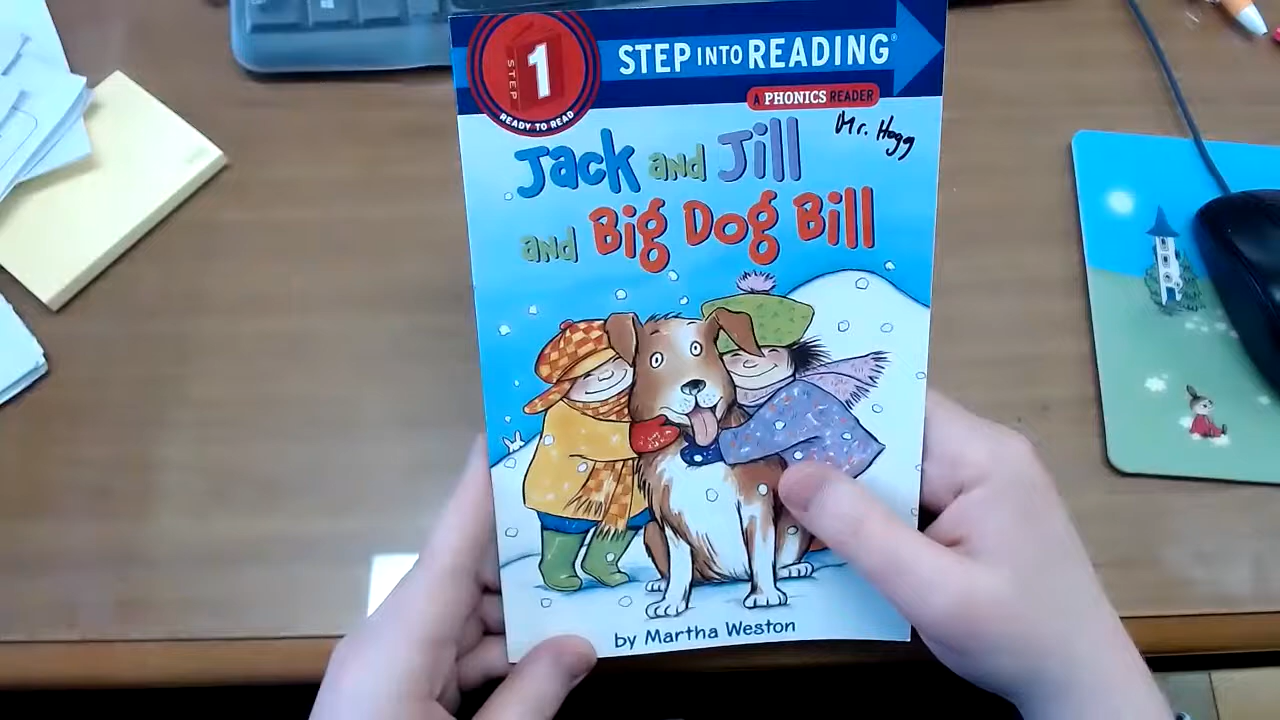 STEP 1
READY TO READ
STEP INTO READING®
A PHONICS READER
Mr. Hogg
Jack and Jill
and Big Dog Bill
by Martha Weston